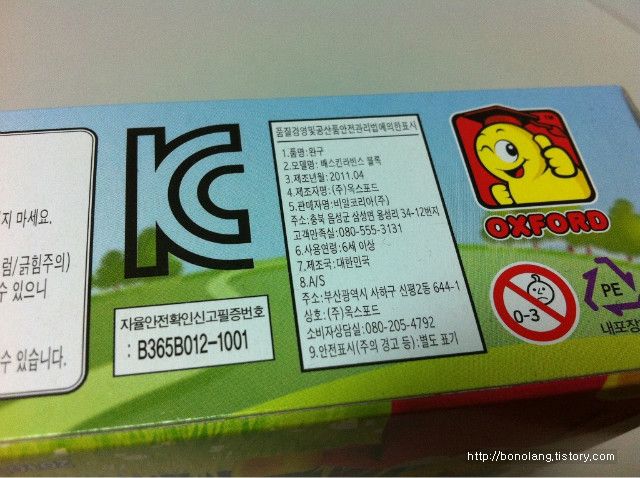 지 마세요.
럼/긁힘주의)
수 있으니
수 있습니다.
자율안전확인신고필증번호
: B365B012-1001
품질경영및공산품안전관리법에의한표시
1.품명: 완구
2.모델명: 배스킨라빈스 블록
3.제조년월: 2011.04
4.제조자명: (주)옥스포드
5.판매자명: 비알코리아(주)
주소:충북 음성군 삼성면 용성리 34-12번지
고객만족실:080-555-3131
6.사용연령: 6세 이상
7.제조국: 대한민국
8.A/S
주소: 부산광역시 사하구 신평2동 644-1
상호: (주)옥스포드
소비자상담실: 080-205-4792
9.안전표시(주의 경고 등): 별도 표기
TM
OXFORD
0-3
PE
내포장
http://bonolang.tistory.com